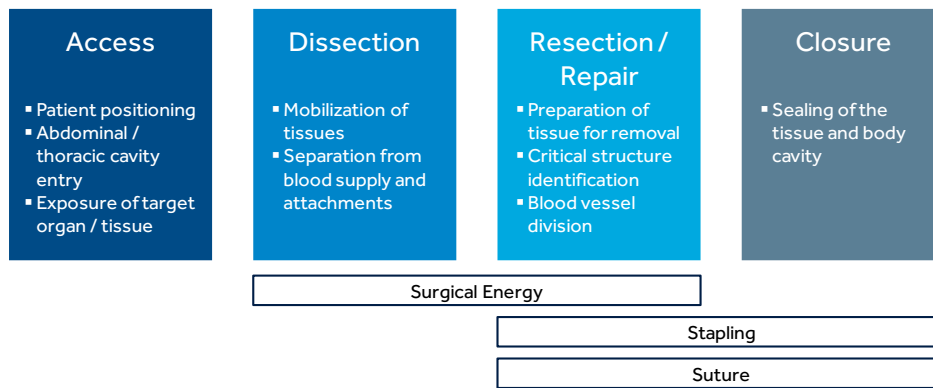 Access
▪ Patient positioning
▪ Abdominal /
thoracic cavity
entry
▪ Exposure of target
organ / tissue
Dissection
▪ Mobilization of
tissues
▪ Separation from
blood supply and
attachments
Resection /
Repair
▪ Preparation of
tissue for removal
▪ Critical structure
identification
▪ Blood vessel
division
Closure
▪ Sealing of the
tissue and body
cavity
Surgical Energy
Stapling
Suture